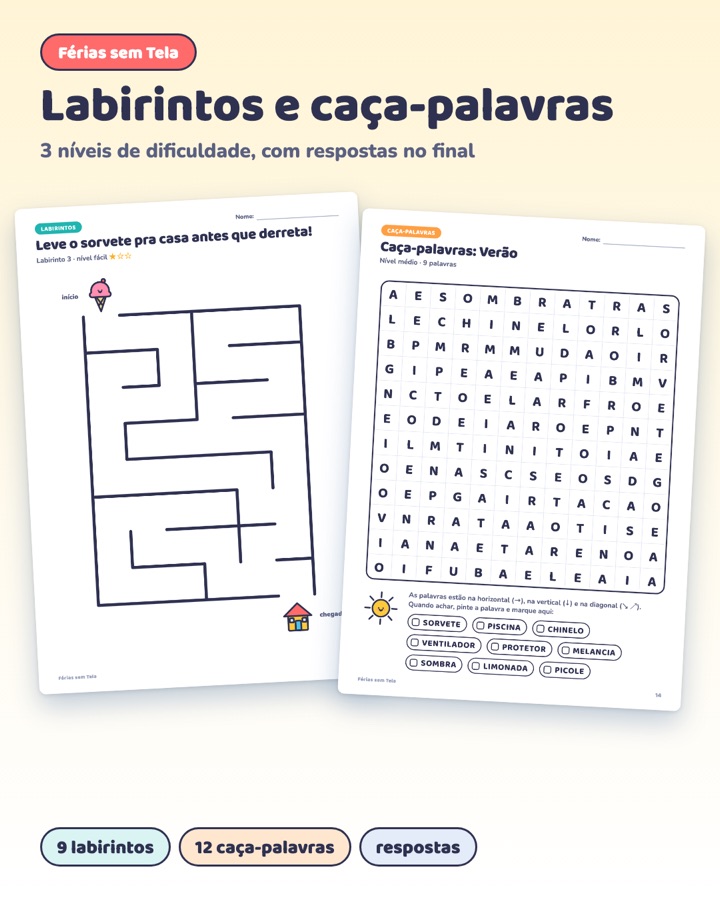 Férias sem Tela
Labirintos e caça-palavras
3 níveis de dificuldade, com respostas no final
LABIRINTOS
Nome:
Leve o sorvete pra casa antes que derreta!
Labirinto 3 · nível fácil ★☆☆
início
Férias sem Tela
CAÇA-PALAVRAS
Nome:
Caça-palavras: Verão
Nível médio · 9 palavras
A E S O M B R A T R A S
L E C H I N E L O R L O
B P M R M M U D A O I R
G I P E A E A P I B M V
N C T O E L A R F R O E
E O D E I A R O E P N T
I L M T I N I T O I A E
O E N A S C S E O S D G
O E P G A I R T A C A O
V N R A T A A O T I S E
I A N A E T A R E N O A
O I F U B A E L E A I A
As palavras estão na horizontal (→), na vertical (↓) e na diagonal (↘ ↗).
Quando achar, pinte a palavra e marque aqui:
SORVETE PISCINA CHINELO
VENTILADOR PROTETOR MELANCIA
SOMBRA LIMONADA PICOLE
Férias sem Tela
14
9 labirintos 12 caça-palavras respostas